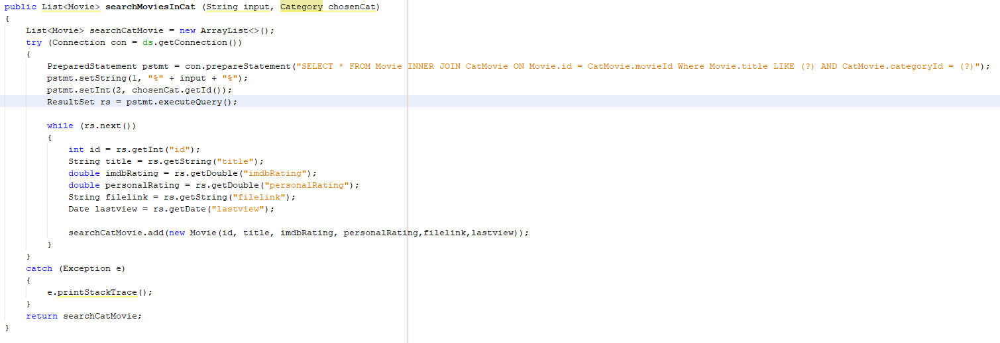 public List<Movie> searchMoviesInCat (String input, Category chosenCat)
{
    List<Movie> searchCatMovie = new ArrayList<>();
    try (Connection con = ds.getConnection())
    {
        PreparedStatement pstmt = con.prepareStatement("SELECT * FROM Movie INNER JOIN CatMovie ON Movie.id = CatMovie.movieId Where Movie.title LIKE (?) AND CatMovie.categoryId = (?)");
        pstmt.setString(1, "%" + input + "%");
        pstmt.setInt(2, chosenCat.getId());
        ResultSet rs = pstmt.executeQuery();

        while (rs.next())
        {
            int id = rs.getInt("id");
            String title = rs.getString("title");
            double imdbRating = rs.getDouble("imdbRating");
            double personalRating = rs.getDouble("personalRating");
            String filelink = rs.getString("filelink");
            Date lastview = rs.getDate("lastview");

            searchCatMovie.add(new Movie(id, title, imdbRating, personalRating,filelink,lastview));
        }
    }
    catch (Exception e)
    {
        e.printStackTrace();
    }
    return searchCatMovie;
}